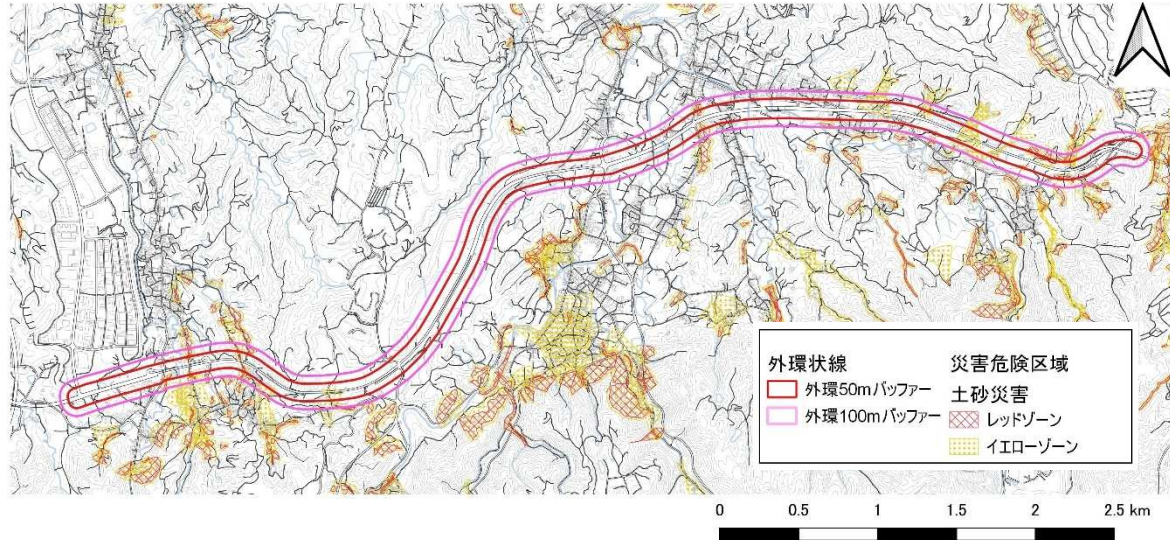 外環状線
外環50mバッファー
外環100mバッファー
災害危険区域
土砂災害
レッドゾーン
イエローゾーン
0 0.5 1 1.5 2 2.5 km